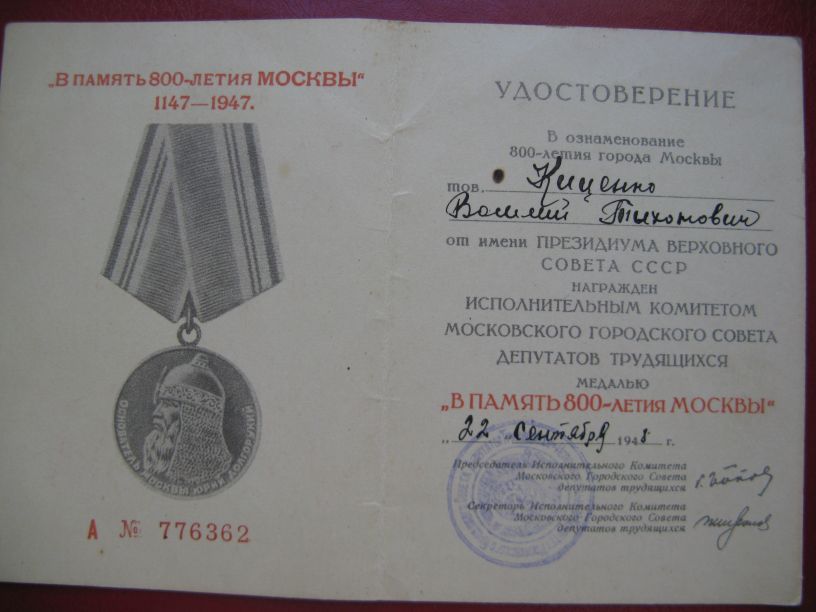 „В ПАМЯТЬ 800-ЛЕТИЯ МОСКВЫ“
1147—1947.
ОСНОВАТЕЛЬ МОСКВЫ ЮРИЙ ДОЛГОРУКИЙ
А № 776362
УДОСТОВЕРЕНИЕ
В ознаменование
800-летия города Москвы
тов. Киценко
Василий Тихонович
от имени ПРЕЗИДИУМА ВЕРХОВНОГО
СОВЕТА СССР
НАГРАЖДЕН
ИСПОЛНИТЕЛЬНЫМ КОМИТЕТОМ
МОСКОВСКОГО ГОРОДСКОГО СОВЕТА
ДЕПУТАТОВ ТРУДЯЩИХСЯ
МЕДАЛЬЮ
„В ПАМЯТЬ 800-ЛЕТИЯ МОСКВЫ“
„22“ сентября 1948 г.
Председатель Исполнительного Комитета
Московского Городского Совета
депутатов трудящихся
Секретарь Исполнительного Комитета
Московского Городского Совета
депутатов трудящихся